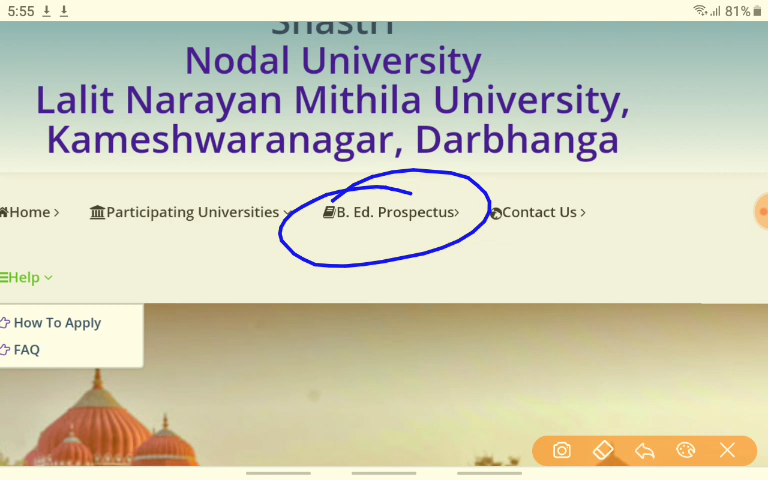 5:55
81%
Shastri
Nodal University
Lalit Narayan Mithila University,
Kameshwaranagar, Darbhanga
Home >
Participating Universities
B. Ed. Prospectus>
Contact Us >
Help
How To Apply
FAQ